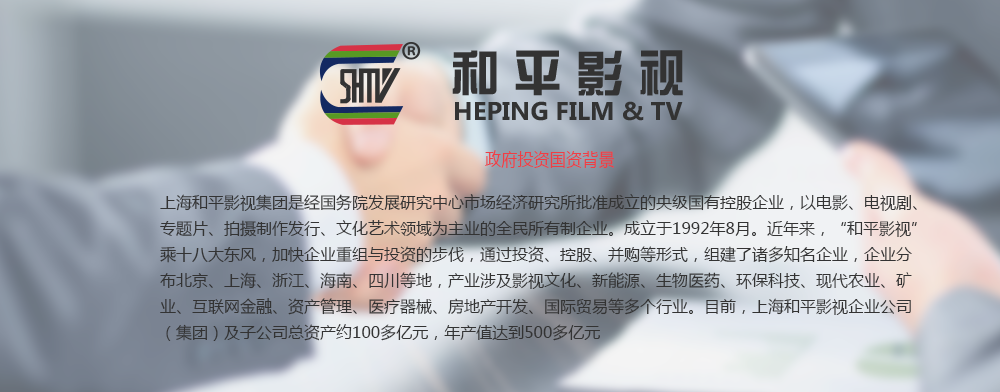 SHTV®
和平影视
HEPING FILM & TV
政府投资国资背景
上海和平影视集团是经国务院发展研究中心市场经济研究所批准成立的央级国有控股企业，以电影、电视剧、
专题片、拍摄制作发行、文化艺术领域为主业的全民所有制企业。成立于1992年8月。近年来，“和平影视”
乘十八大东风，加快企业重组与投资的步伐，通过投资、控股、并购等形式，组建了诸多知名企业，企业分
布北京、上海、浙江、海南、四川等地，产业涉及影视文化、新能源、生物医药、环保科技、现代农业、矿
业、互联网金融、资产管理、医疗器械、房地产开发、国际贸易等多个行业。目前，上海和平影视企业公司
（集团）及子公司总资产约100多亿元，年产值达到500多亿元